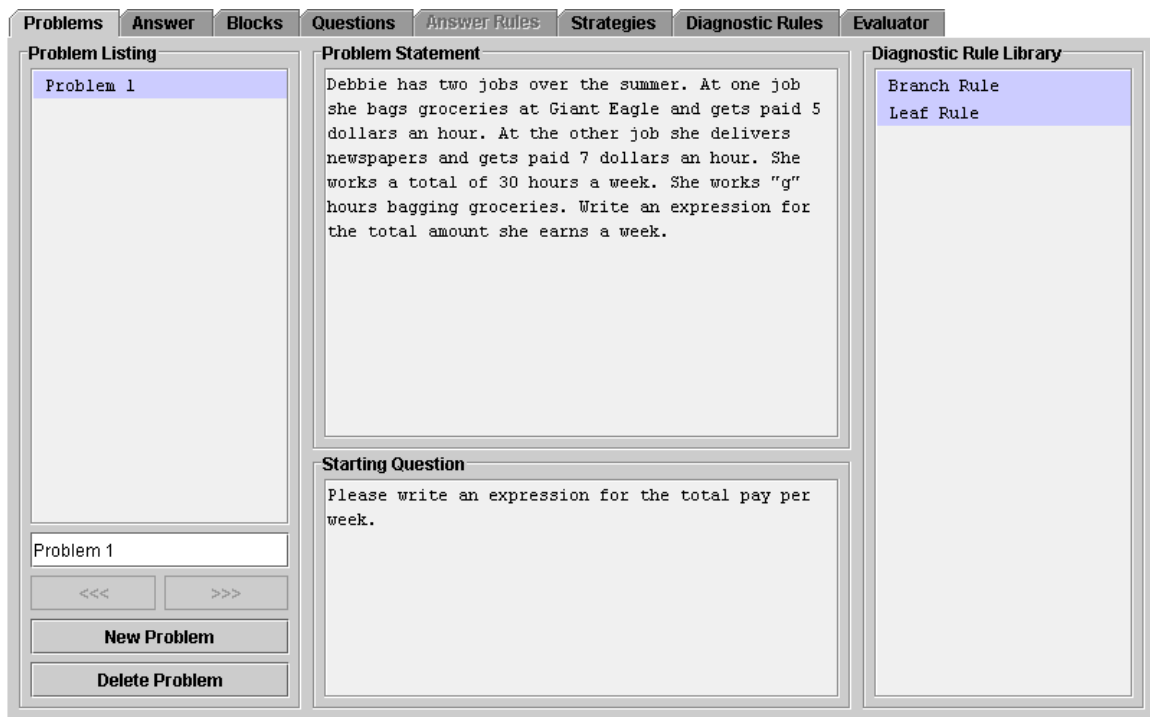 Problems Answer Blocks Questions Answer Rules Strategies Diagnostic Rules Evaluator
Problem Listing
Problem 1
Problem 1
<<< >>>
New Problem
Delete Problem
Problem Statement
Debbie has two jobs over the summer. At one job
she bags groceries at Giant Eagle and gets paid 5
dollars an hour. At the other job she delivers
newspapers and gets paid 7 dollars an hour. She
works a total of 30 hours a week. She works "g"
hours bagging groceries. Write an expression for
the total amount she earns a week.
Starting Question
Please write an expression for the total pay per
week.
Diagnostic Rule Library
Branch Rule
Leaf Rule